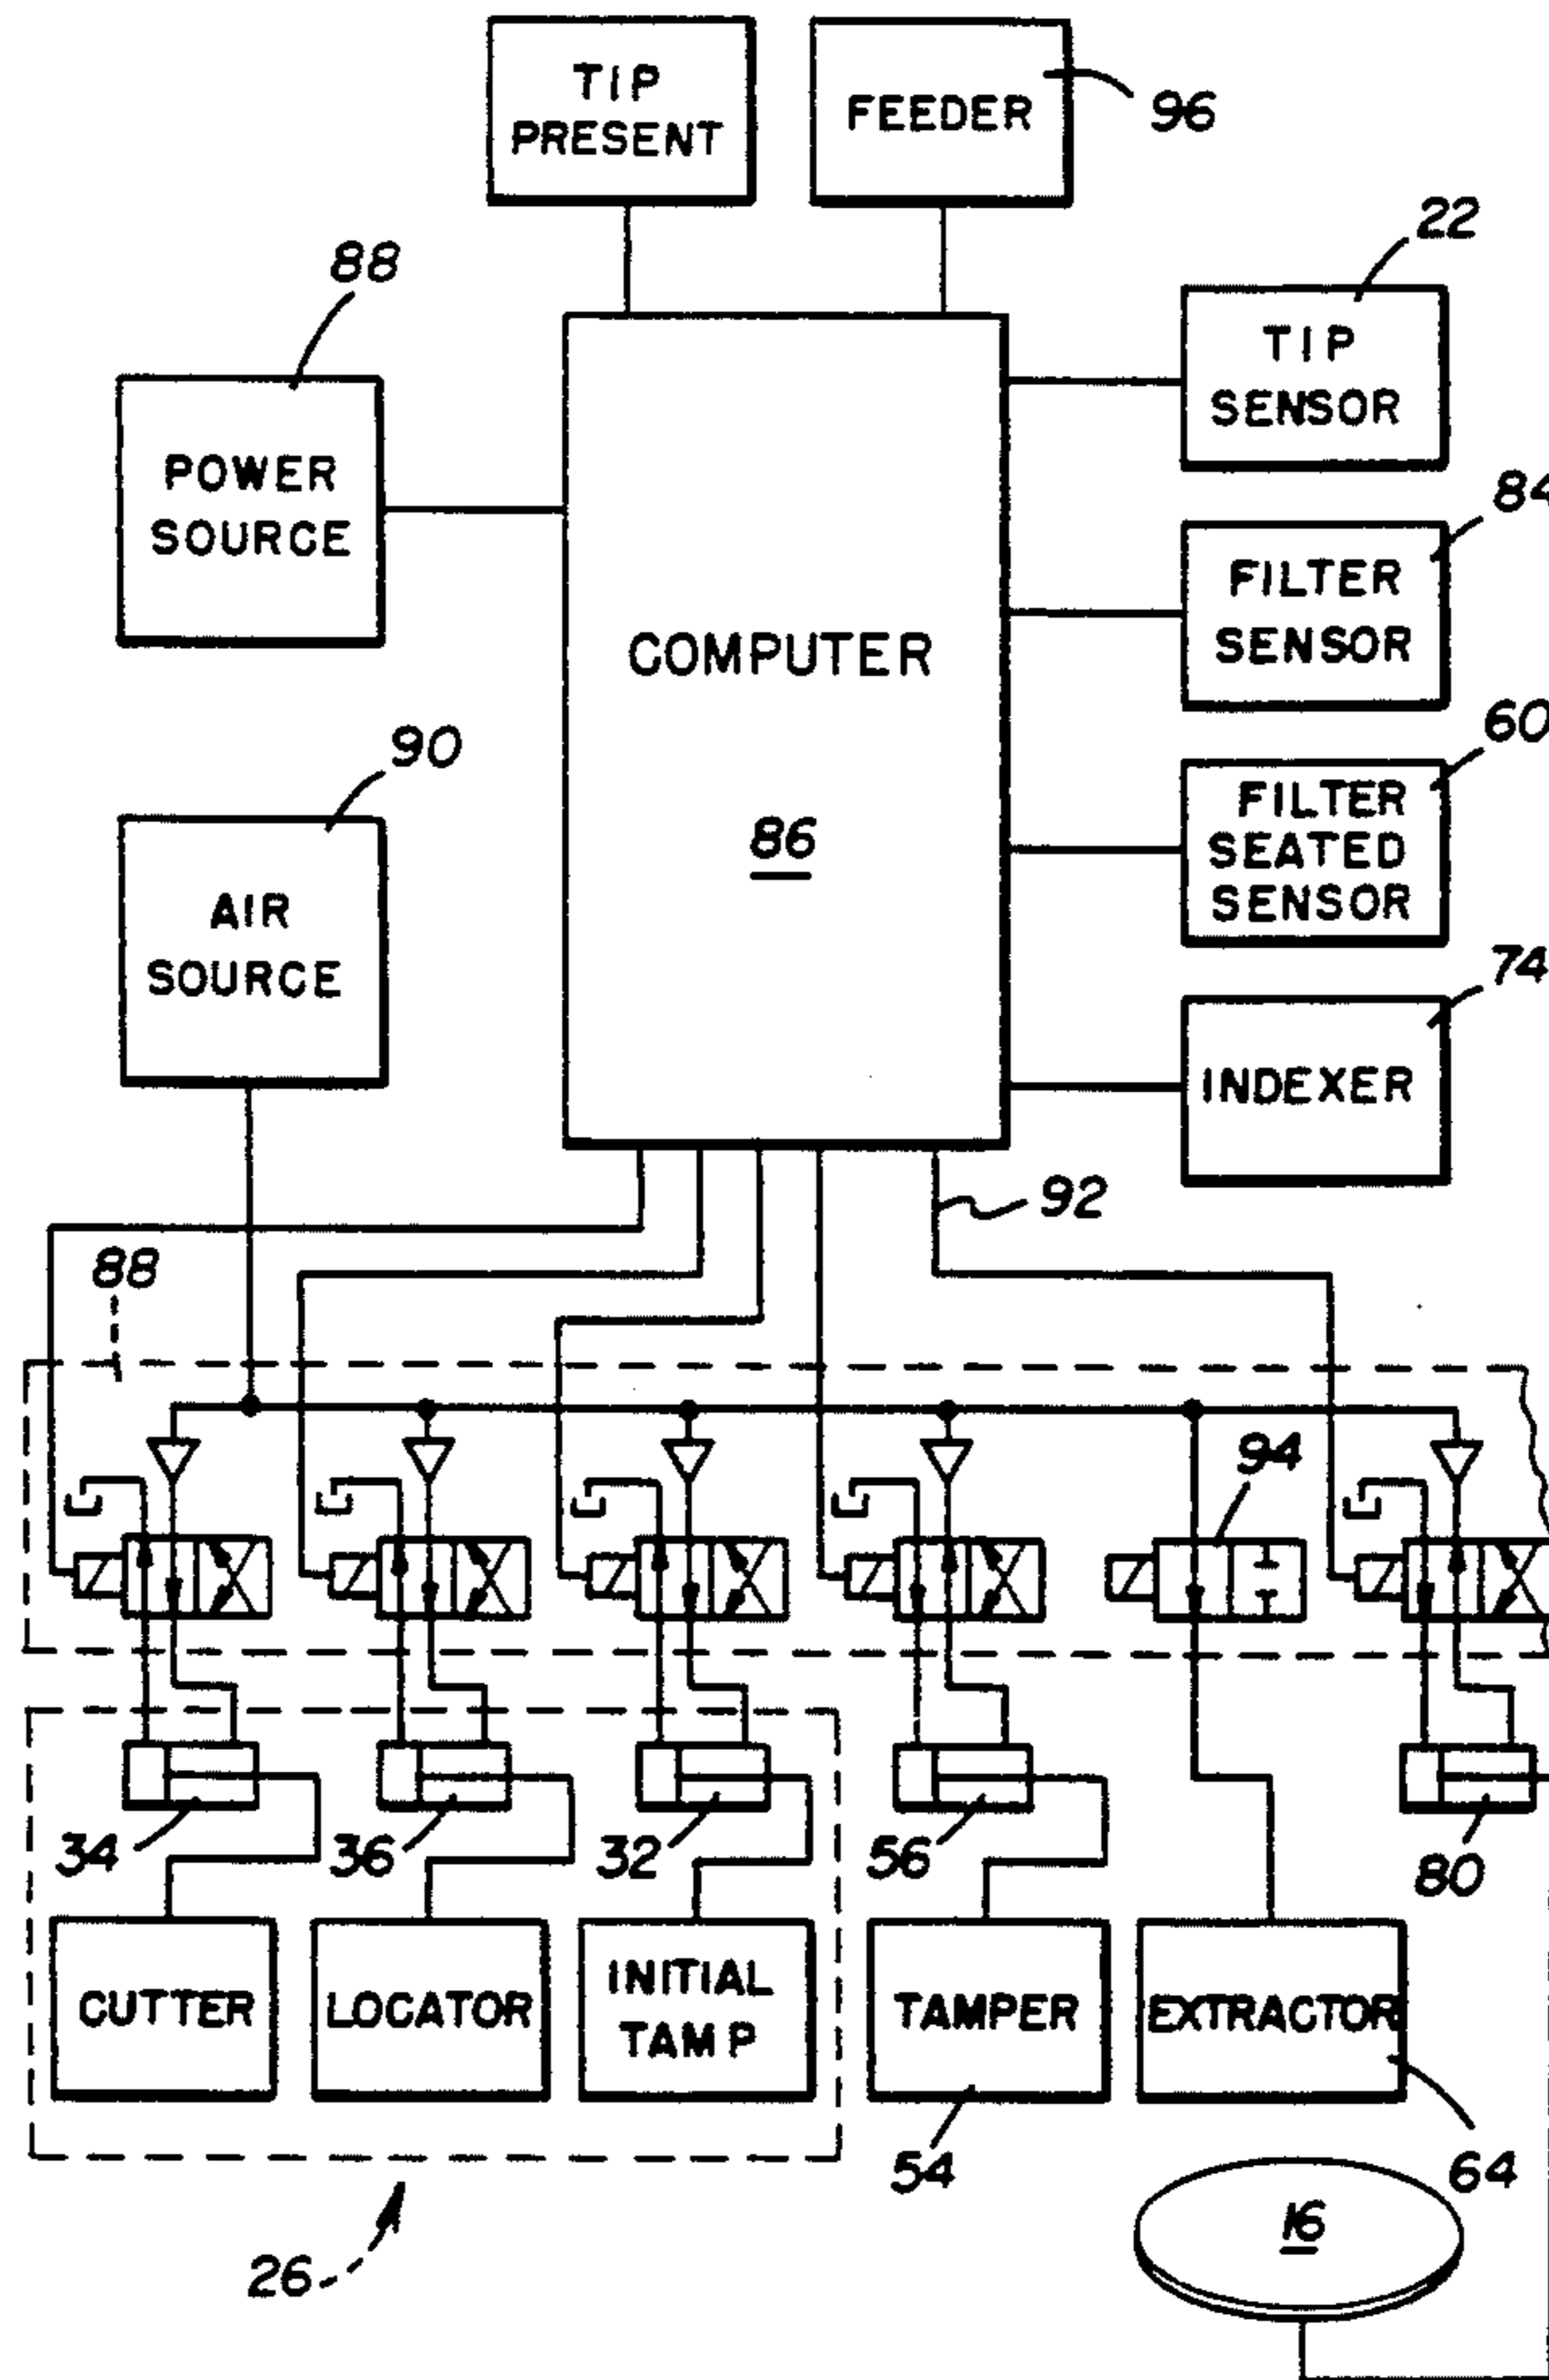 TIP
PRESENT
FEEDER
96
22
88
TIP
SENSOR
POWER
SOURCE
84
FILTER
SENSOR
COMPUTER
86
90
60
FILTER
SEATED
SENSOR
AIR
SOURCE
74
INDEXER
92
88
94
34
36
32
56
80
CUTTER
LOCATOR
INITIAL
TAMP
TAMPER
EXTRACTOR
54
64
26
16